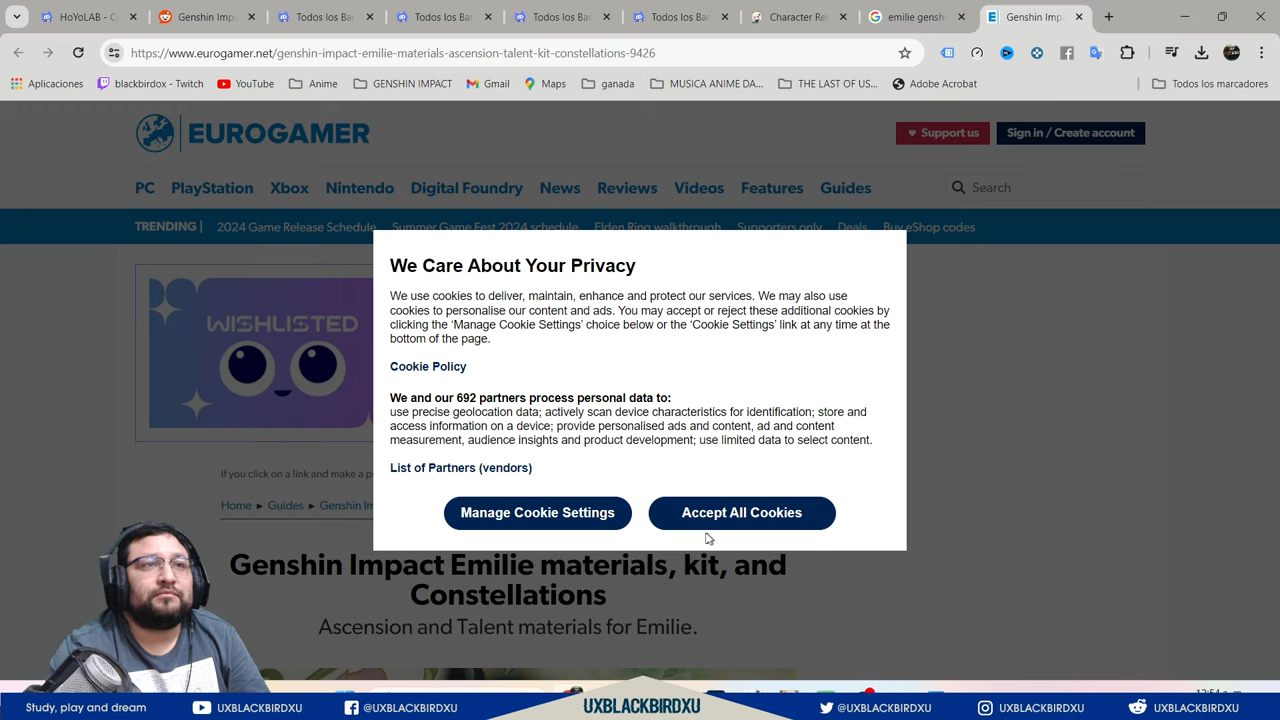 HoYoLAB - C
Genshin Imp
Todos los Bar
Todos los Bar
Todos los Bar
Todos los Bar
Character Re
emilie gensh
Genshin Imp
https://www.eurogamer.net/genshin-impact-emilie-materials-ascension-talent-kit-constellations-9426
Aplicaciones
blackbirdox - Twitch
YouTube
Anime
GENSHIN IMPACT
Gmail
Maps
ganada
MUSICA ANIME DA...
THE LAST OF US...
Adobe Acrobat
Todos los marcadores
EUROGAMER
Support us
Sign in / Create account
PC PlayStation Xbox Nintendo Digital Foundry News Reviews Videos Features Guides
Search
TRENDING | 2024 Game Release Schedule Summer Game Fest 2024 schedule Elden Ring walkthrough Supporters only Deals Buy eShop codes
WISHLISTED
We Care About Your Privacy
We use cookies to deliver, maintain, enhance and protect our services. We may also use
cookies to personalise our content and ads. You may accept or reject these additional cookies by
clicking the ‘Manage Cookie Settings’ choice below or the ‘Cookie Settings’ link at any time at the
bottom of the page.
Cookie Policy
We and our 692 partners process personal data to:
use precise geolocation data; actively scan device characteristics for identification; store and
access information on a device; provide personalised ads and content, ad and content
measurement, audience insights and product development; use limited data to select content.
List of Partners (vendors)
Manage Cookie Settings
Accept All Cookies
If you click on a link and make a p
Home ► Guides ► Genshin Im
Genshin Impact Emilie materials, kit, and
Constellations
Ascension and Talent materials for Emilie.
Study, play and dream
UXBLACKBIRDXU
@UXBLACKBIRDXU
UXBLACKBIRDXU
@UXBLACKBIRDXU
UXBLACKBIRDXU
UXBLACKBIRDXU